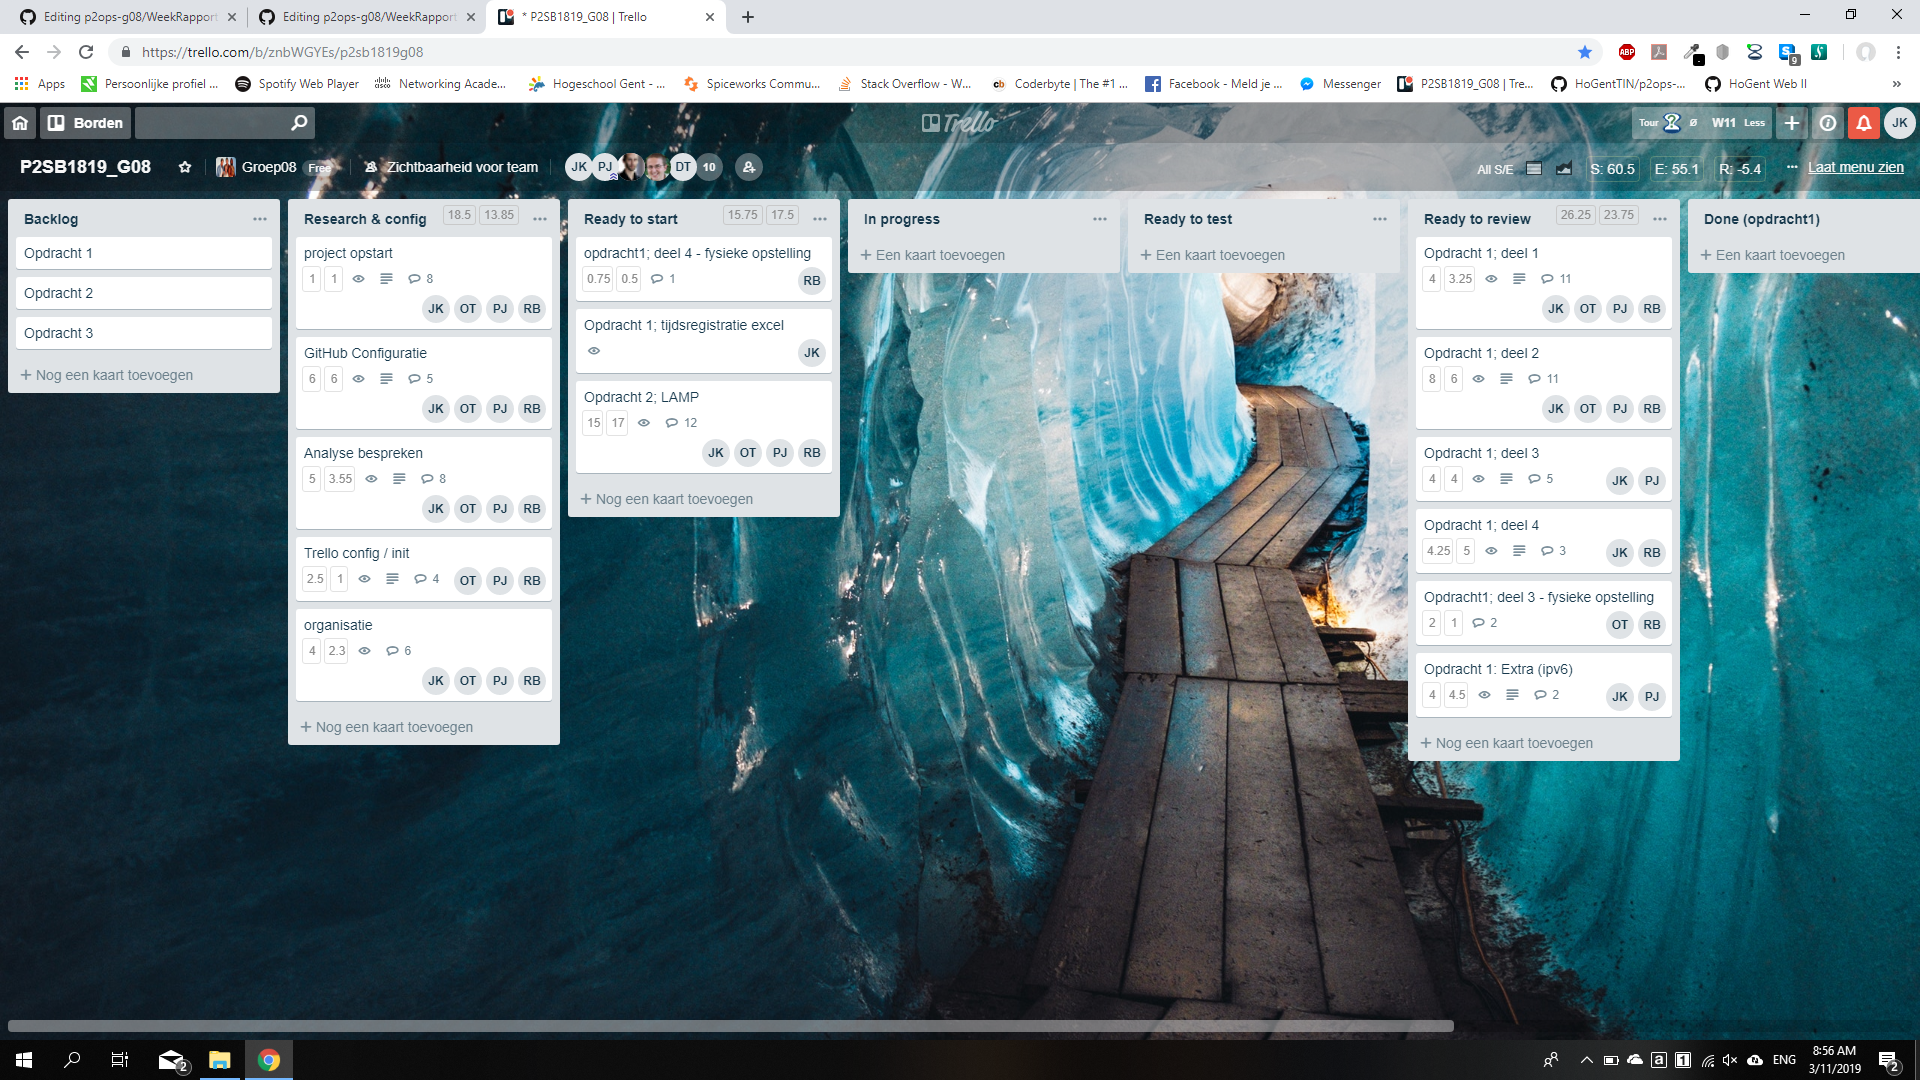 Editing p2ops-g08/WeekRapport
Editing p2ops-g08/WeekRapport
* P2SB1819_G08 | Trello
https://trello.com/b/znbWGYEs/p2sb1819g08
ABP
9
Apps
Persoonlijke profiel ...
Spotify Web Player
Networking Acade...
Hogeschool Gent - ...
Spiceworks Commu...
Stack Overflow - W...
Coderbyte | The #1 ...
Facebook - Meld je ...
Messenger
P2SB1819_G08 | Tre...
HoGentTIN/p2ops-...
HoGent Web II
»
Borden
Trello
Tour
W11 Less
JK
P2SB1819_G08
Groep08 Free
Zichtbaarheid voor team
JK PJ DT 10
All S/E
S: 60.5
E: 55.1
R: -5.4
Laat menu zien
Backlog
Opdracht 1
Opdracht 2
Opdracht 3
+ Nog een kaart toevoegen
Research & config 18.5 13.85
project opstart
1 1 8
JK OT PJ RB
GitHub Configuratie
6 6 5
JK OT PJ RB
Analyse bespreken
5 3.55 8
JK OT PJ RB
Trello config / init
2.5 1 4 OT PJ RB
organisatie
4 2.3 6
JK OT PJ RB
+ Nog een kaart toevoegen
Ready to start 15.75 17.5
opdracht1; deel 4 - fysieke opstelling
0.75 0.5 1 RB
Opdracht 1; tijdsregistratie excel
JK
Opdracht 2; LAMP
15 17 12
JK OT PJ RB
+ Nog een kaart toevoegen
In progress
+ Een kaart toevoegen
Ready to test
+ Een kaart toevoegen
Ready to review 26.25 23.75
Opdracht 1; deel 1
4 3.25 11
JK OT PJ RB
Opdracht 1; deel 2
8 6 11
JK OT PJ RB
Opdracht 1; deel 3
4 4 5 JK PJ
Opdracht 1; deel 4
4.25 5 3 JK RB
Opdracht1; deel 3 - fysieke opstelling
2 1 2 OT RB
Opdracht 1: Extra (ipv6)
4 4.5 2 JK PJ
+ Nog een kaart toevoegen
Done (opdracht1)
+ Een kaart toevoegen
2
ENG
8:56 AM
3/11/2019
2